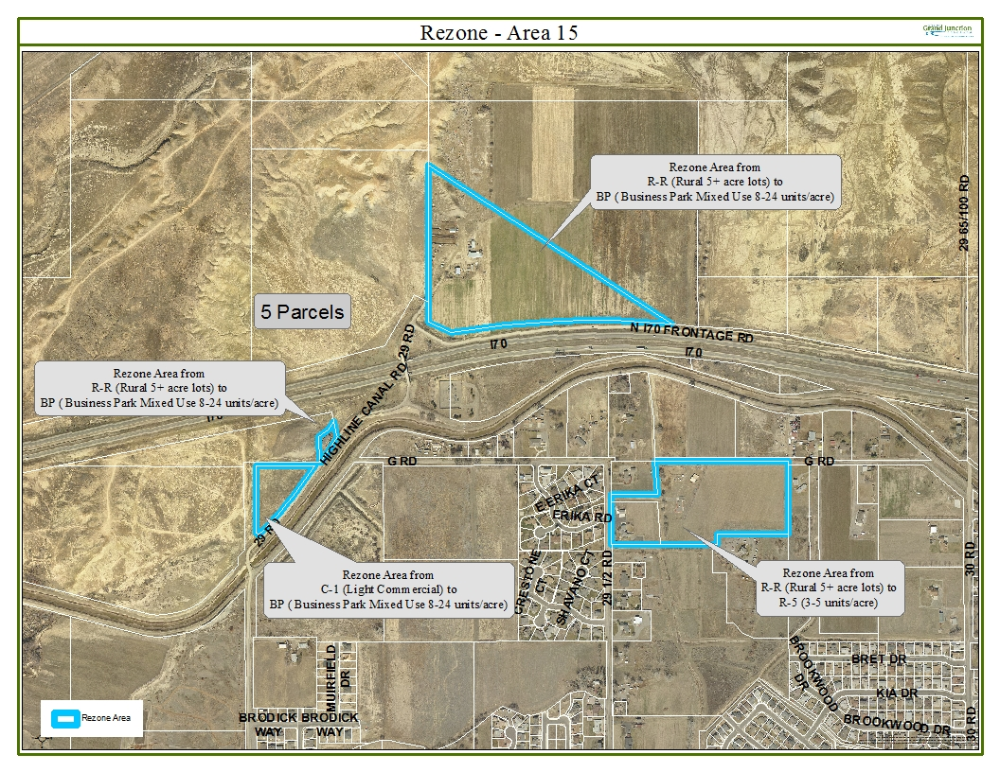 Rezone - Area 15
Grand Junction
Rezone Area from
R-R (Rural 5+ acre lots) to
BP ( Business Park Mixed Use 8-24 units/acre)
29 65/100 RD
5 Parcels
N I70 FRONTAGE RD
I70
I70
29 RD
HIGHLINE CANAL RD
Rezone Area from
R-R (Rural 5+ acre lots) to
BP ( Business Park Mixed Use 8-24 units/acre)
I70
G RD
G RD
E ERIKA CT
ERIKA RD
29 RD
CRESTONE
CT
SHAVANO CT
29 1/2 RD
30 RD
Rezone Area from
C-1 (Light Commercial) to
BP ( Business Park Mixed Use 8-24 units/acre)
Rezone Area from
R-R (Rural 5+ acre lots) to
R-5 (3-5 units/acre)
MUIRFIELD
DR
BROOKWOOD
DR
BRET DR
KIA DR
BROOKWOOD DR
30 RD
BRODICK
WAY
BRODICK
WAY
Rezone Area